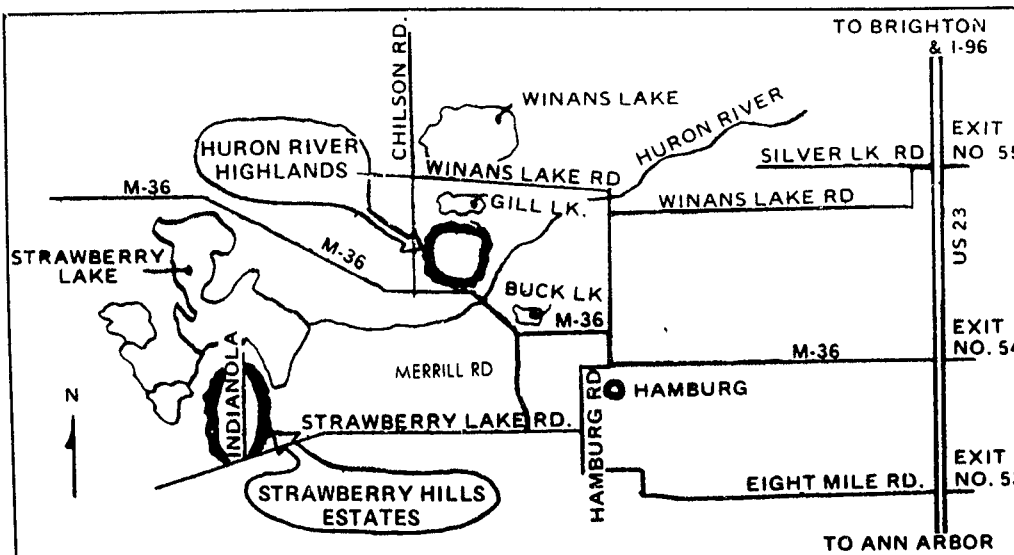 TO BRIGHTON
& I-96
CHILSON RD.
WINANS LAKE
HURON RIVER
HURON RIVER
HIGHLANDS
EXIT
NO 55
SILVER LK RD
WINANS LAKE RD
M-36
GILL LK.
WINANS LAKE RD
US 23
STRAWBERRY
LAKE
M-36
BUCK LK
M-36
EXIT
NO. 54
M-36
MERRILL RD
INDIANOLA
HAMBURG RD
HAMBURG
N
STRAWBERRY LAKE RD.
EXIT
NO. 53
EIGHT MILE RD.
STRAWBERRY HILLS
ESTATES
TO ANN ARBOR